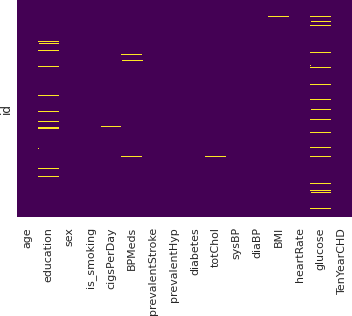 id
age
education
sex
is_smoking
cigsPerDay
BPMeds
prevalentStroke
prevalentHyp
diabetes
totChol
sysBP
diaBP
BMI
heartRate
glucose
TenYearCHD